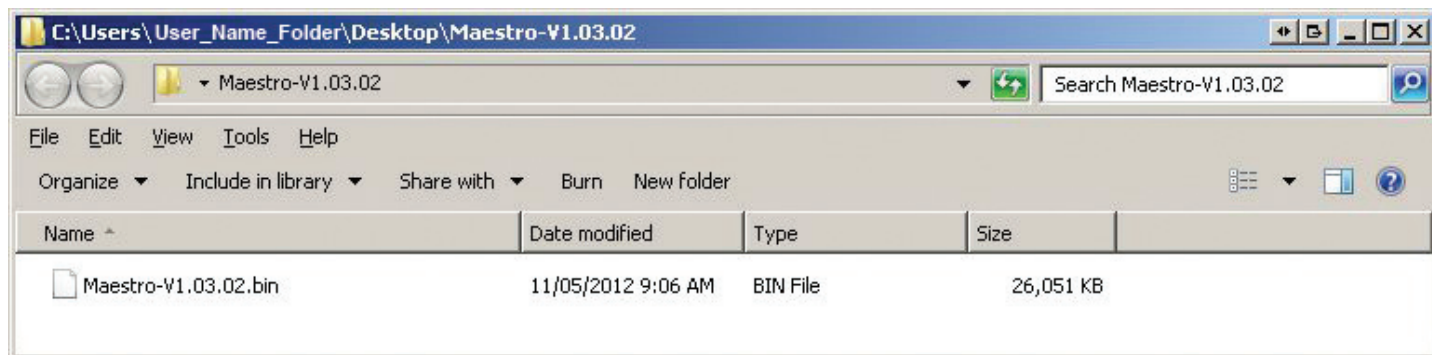 C:\Users\User_Name_Folder\Desktop\Maestro-V1.03.02
Maestro-V1.03.02 Search Maestro-V1.03.02
File Edit View Tools Help
Organize Include in library Share with Burn New folder
Name Date modified Type Size
Maestro-V1.03.02.bin 11/05/2012 9:06 AM BIN File 26,051 KB